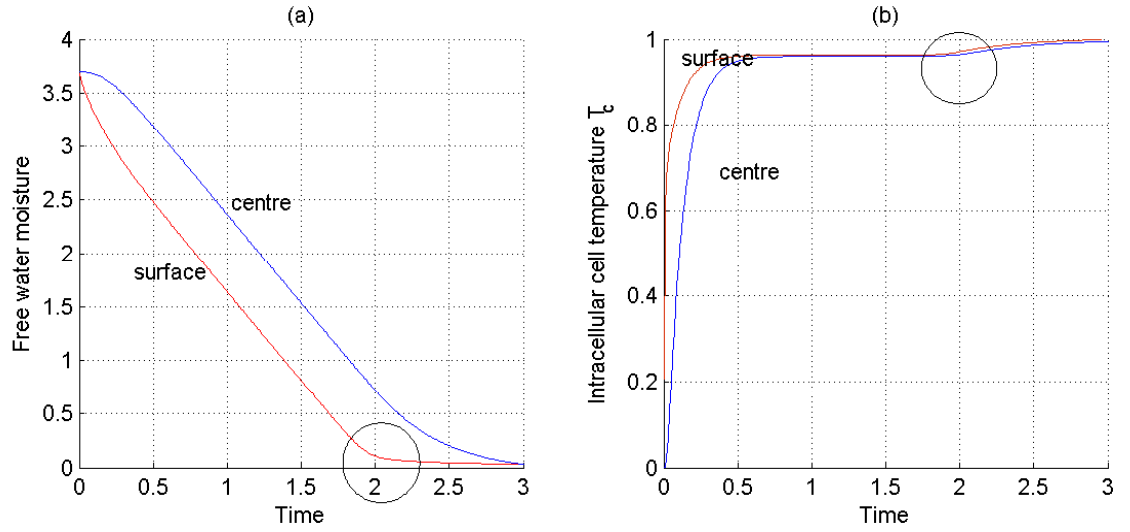 (a)
Free water moisture
4
3.5
3
2.5
2
1.5
1
0.5
0
centre
surface
0 0.5 1 1.5 2 2.5 3
Time
(b)
Intracellular cell temperature T_c
1
0.8
0.6
0.4
0.2
0
surface
centre
0 0.5 1 1.5 2 2.5 3
Time